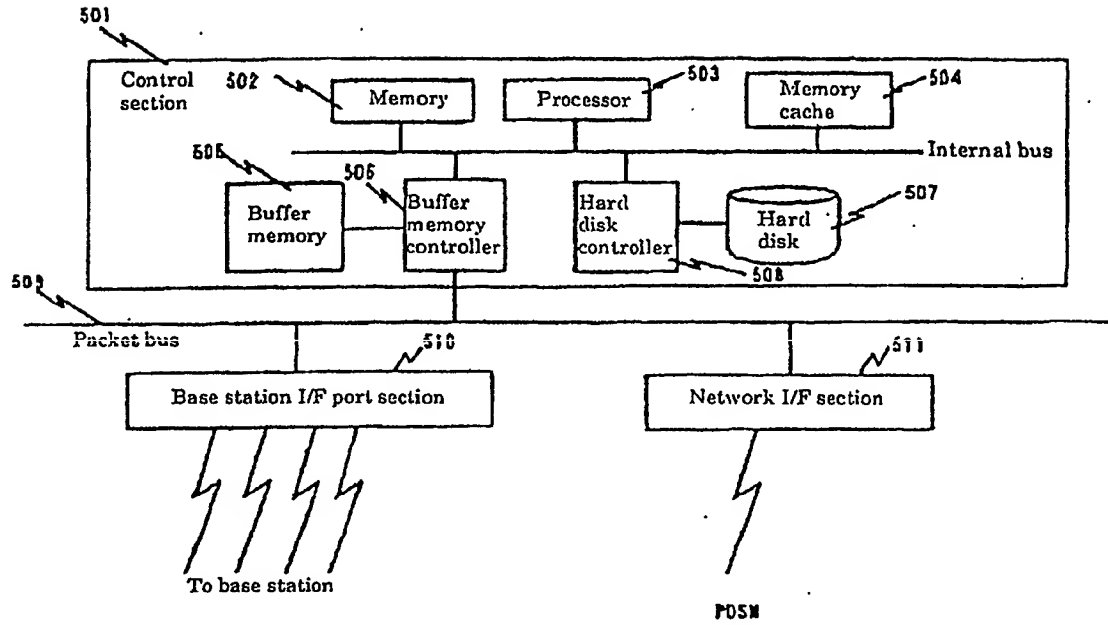 501
Control
section
502
Memory
Processor
503
Memory
cache
504
Internal bus
505
Buffer
memory
506
Buffer
memory
controller
Hard
disk
controller
508
Hard
disk
507
509
Packet bus
510
Base station I/F port section
511
Network I/F section
To base station
PDSN